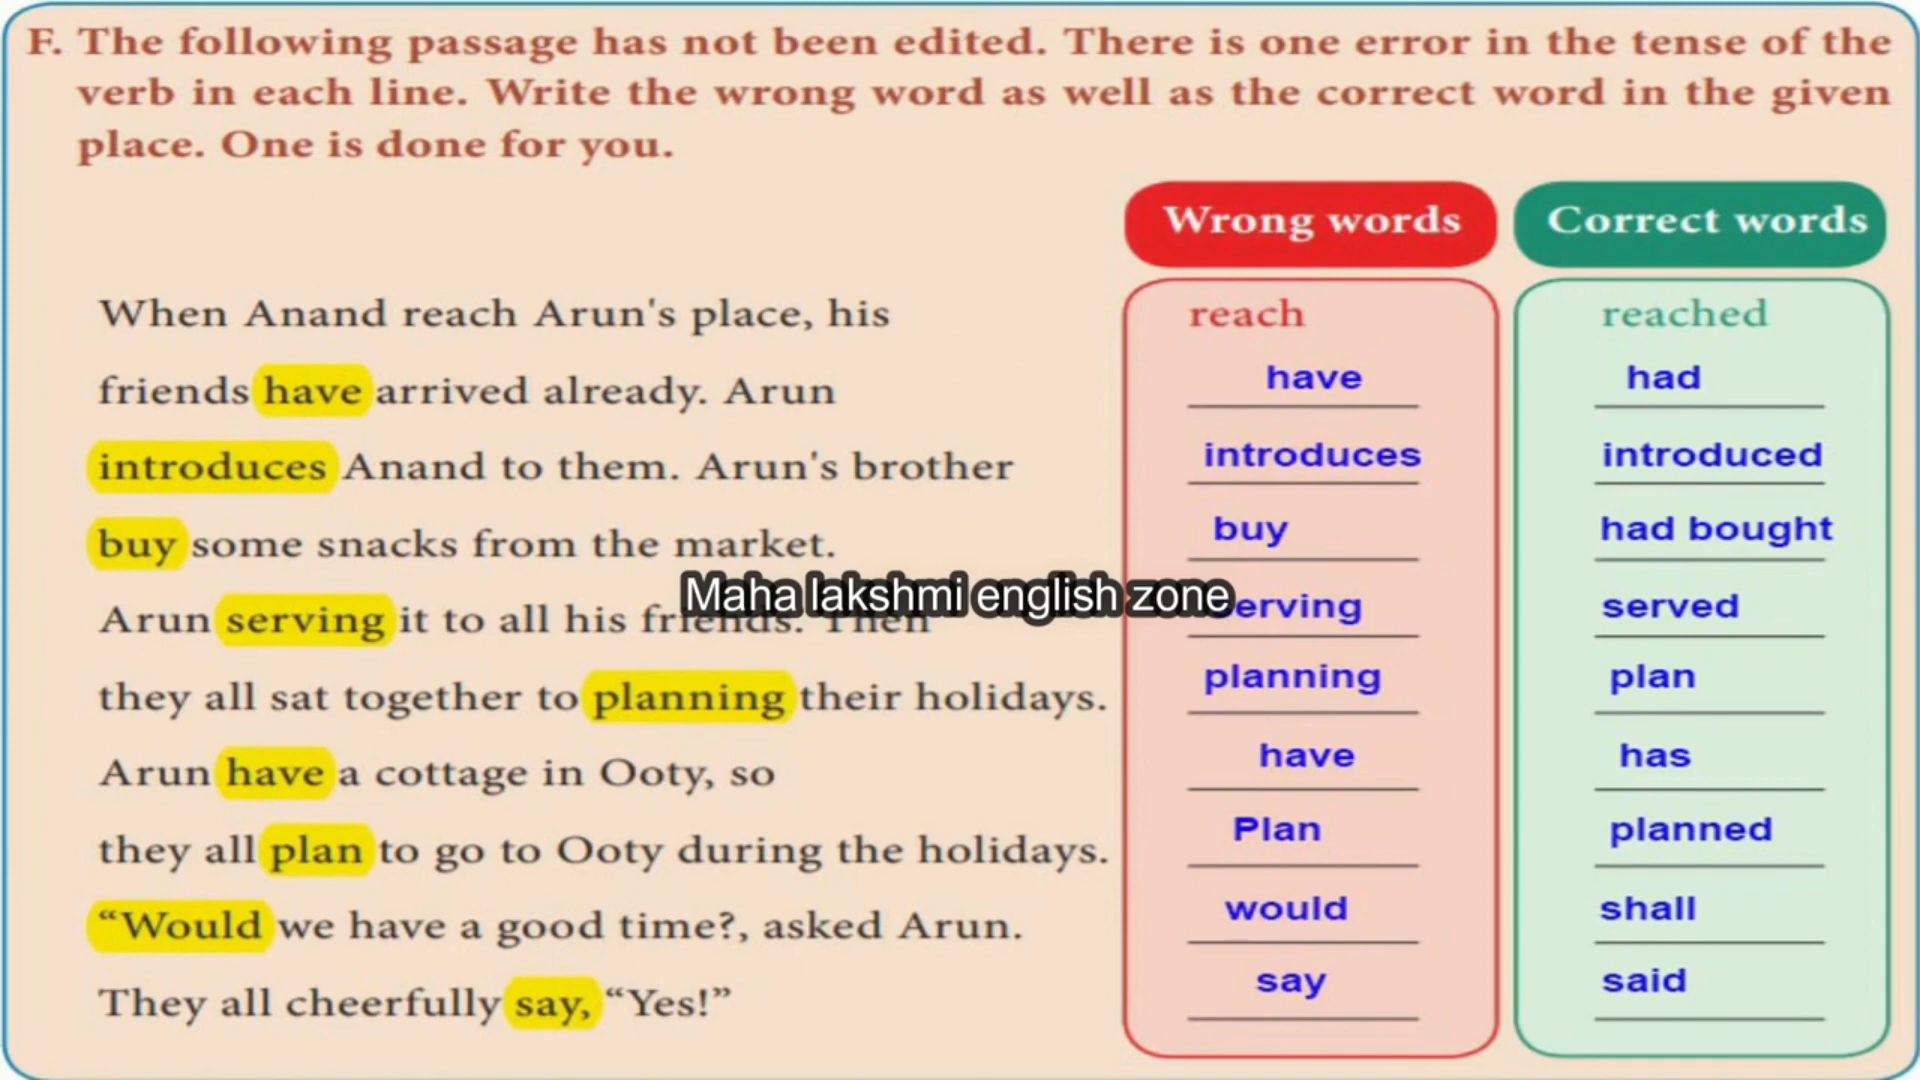 F. The following passage has not been edited. There is one error in the tense of the
verb in each line. Write the wrong word as well as the correct word in the given
place. One is done for you.
Wrong words Correct words
When Anand reach Arun's place, his reach reached
friends have arrived already. Arun have had
introduces Anand to them. Arun's brother introduces introduced
buy some snacks from the market. buy had bought
Maha lakshmi english zone
Arun serving it to all his friends. Then serving served
they all sat together to planning their holidays. planning plan
Arun have a cottage in Ooty, so have has
they all plan to go to Ooty during the holidays. Plan planned
“Would we have a good time?, asked Arun. would shall
They all cheerfully say, “Yes!” say said